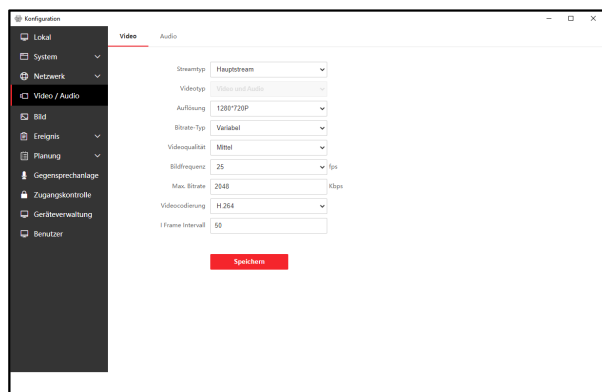 Konfiguration
Lokal
System
Netzwerk
Video / Audio
Bild
Ereignis
Planung
Gegensprechanlage
Zugangskontrolle
Geräteverwaltung
Benutzer
Video Audio
Streamtyp Hauptstream
Videotyp Video und Audio
Auflösung 1280*720P
Bitrate-Typ Variabel
Videoqualität Mittel
Bildfrequenz 25 fps
Max. Bitrate 2048 Kbps
Videocodierung H.264
I Frame Intervall 50
Speichern